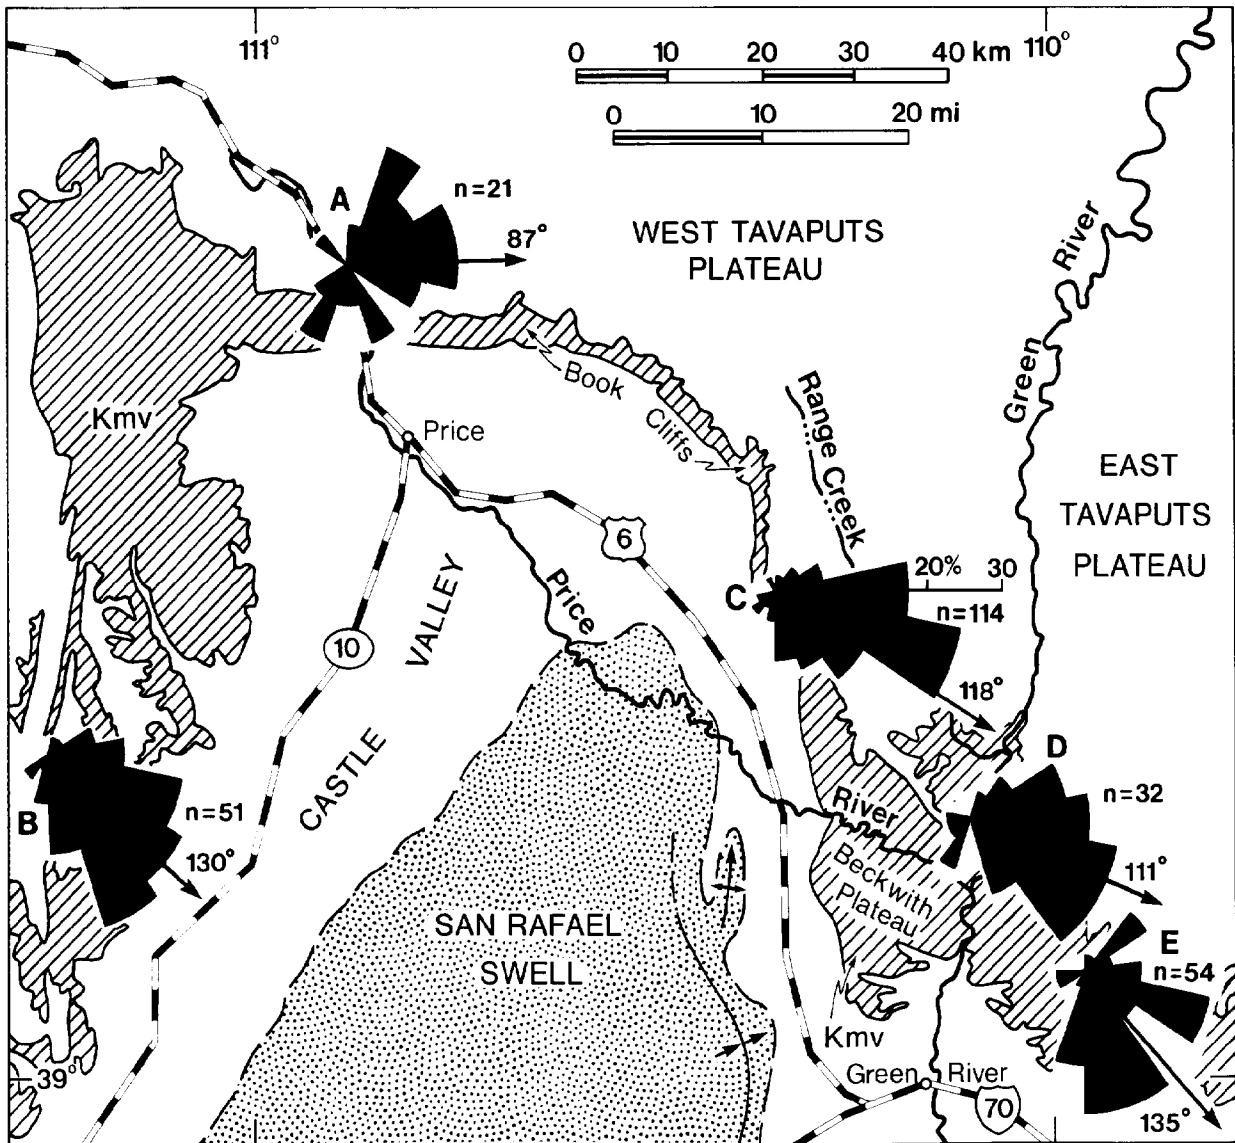 111°
0 10 20 30 40 km
110°
0 10 20 mi
A
n=21
87°
WEST TAVAPUTS
PLATEAU
Green
River
Book
Cliffs
Range Creek
Kmv
Price
EAST
TAVAPUTS
PLATEAU
6
20% 30
C
n=114
118°
Price
River
10
CASTLE
VALLEY
B
n=51
130°
D
n=32
111°
Beckwith
Plateau
SAN RAFAEL
SWELL
E
n=54
135°
Kmv
39°
Green River
70